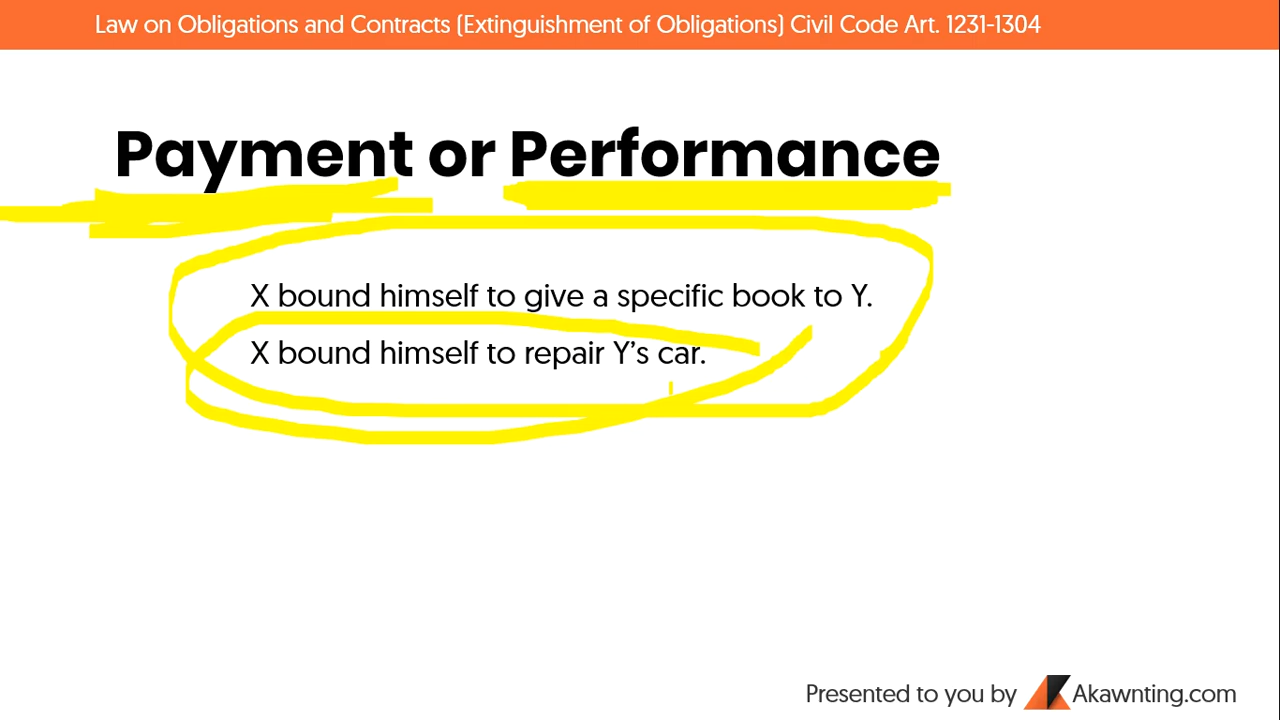 Law on Obligations and Contracts (Extinguishment of Obligations) Civil Code Art. 1231-1304
Payment or Performance
X bound himself to give a specific book to Y.
X bound himself to repair Y’s car.
Presented to you by Akawnting.com